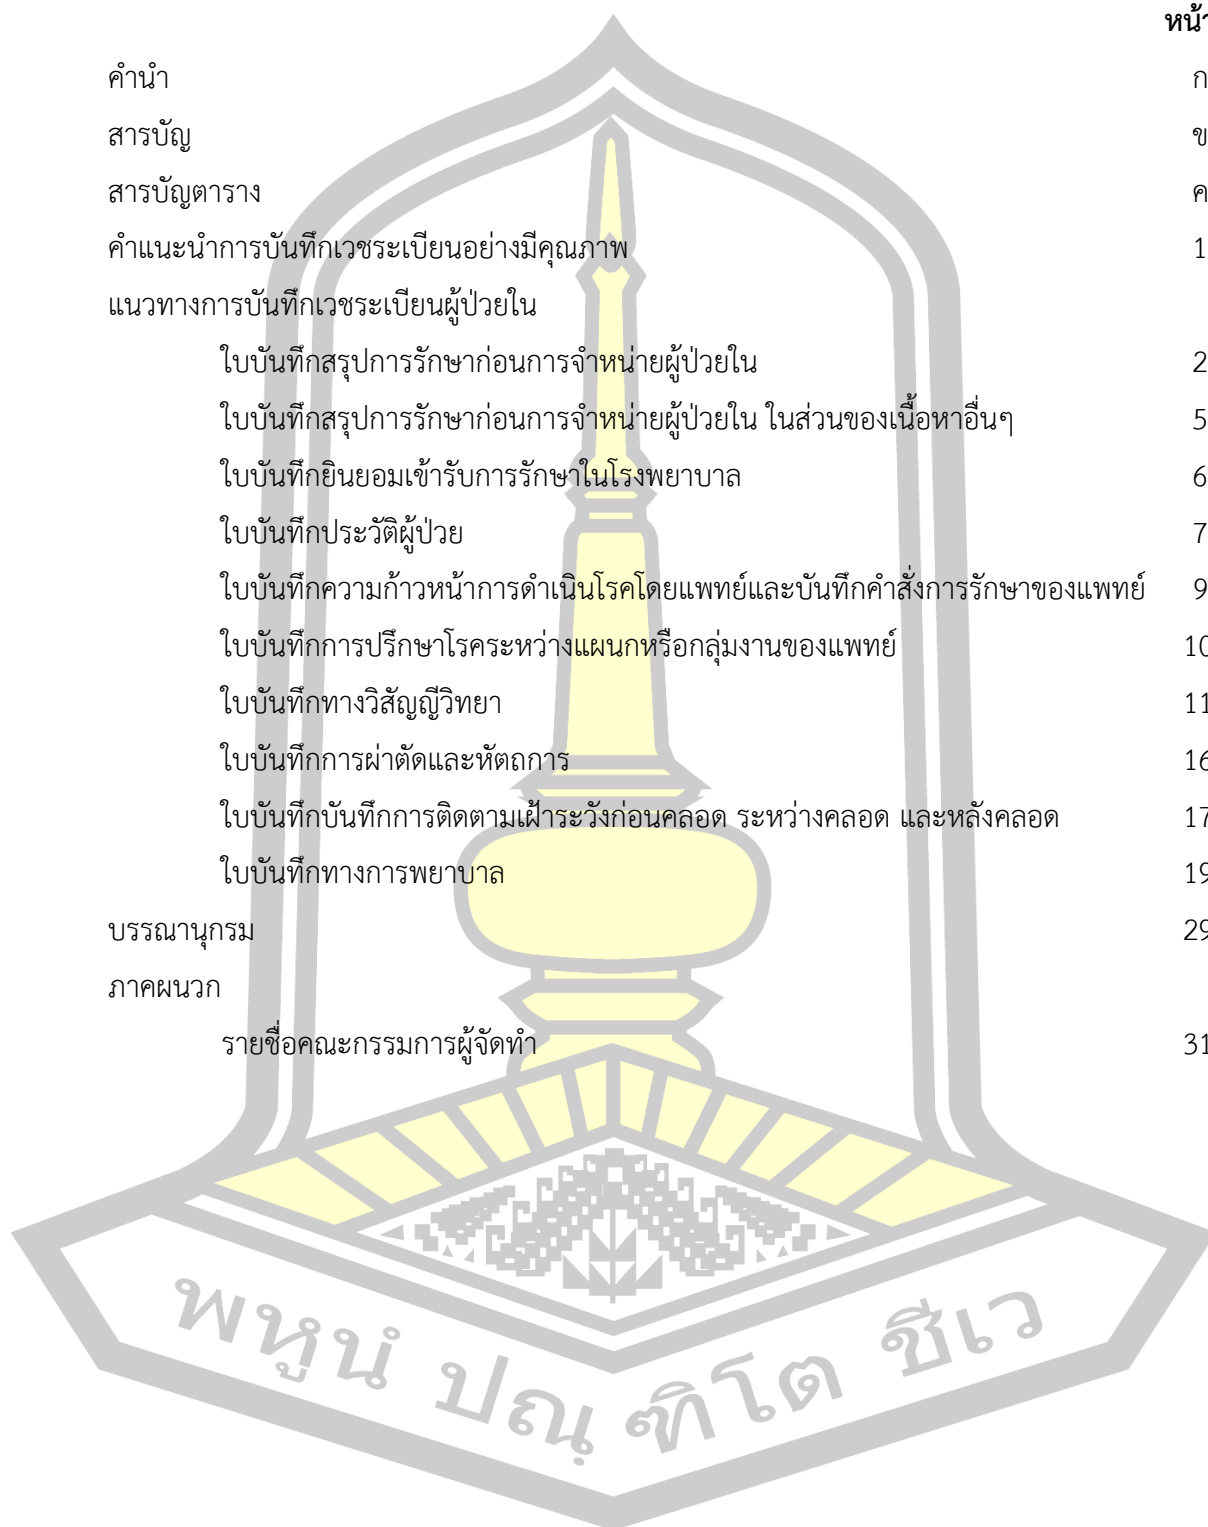 หน้า
คำนำ ก
สารบัญ ข
สารบัญตาราง ค
คำแนะนำการบันทึกเวชระเบียนอย่างมีคุณภาพ 1
แนวทางการบันทึกเวชระเบียนผู้ป่วยใน
ใบบันทึกสรุปการรักษาก่อนการจำหน่ายผู้ป่วยใน 2
ใบบันทึกสรุปการรักษาก่อนการจำหน่ายผู้ป่วยใน ในส่วนของเนื้อหาอื่นๆ 5
ใบบันทึกยินยอมเข้ารับการรักษาในโรงพยาบาล 6
ใบบันทึกประวัติผู้ป่วย 7
ใบบันทึกความก้าวหน้าการดำเนินโรคโดยแพทย์และบันทึกคำสั่งการรักษาของแพทย์ 9
ใบบันทึกการปรึกษาโรคระหว่างแผนกหรือกลุ่มงานของแพทย์ 10
ใบบันทึกทางวิสัญญีวิทยา 11
ใบบันทึกการผ่าตัดและหัตถการ 16
ใบบันทึกบันทึกการติดตามเฝ้าระวังก่อนคลอด ระหว่างคลอด และหลังคลอด 17
ใบบันทึกทางการพยาบาล 19
บรรณานุกรม 29
ภาคผนวก
รายชื่อคณะกรรมการผู้จัดทำ 31
พหูนํ ปณฺฑิโต ชีเว